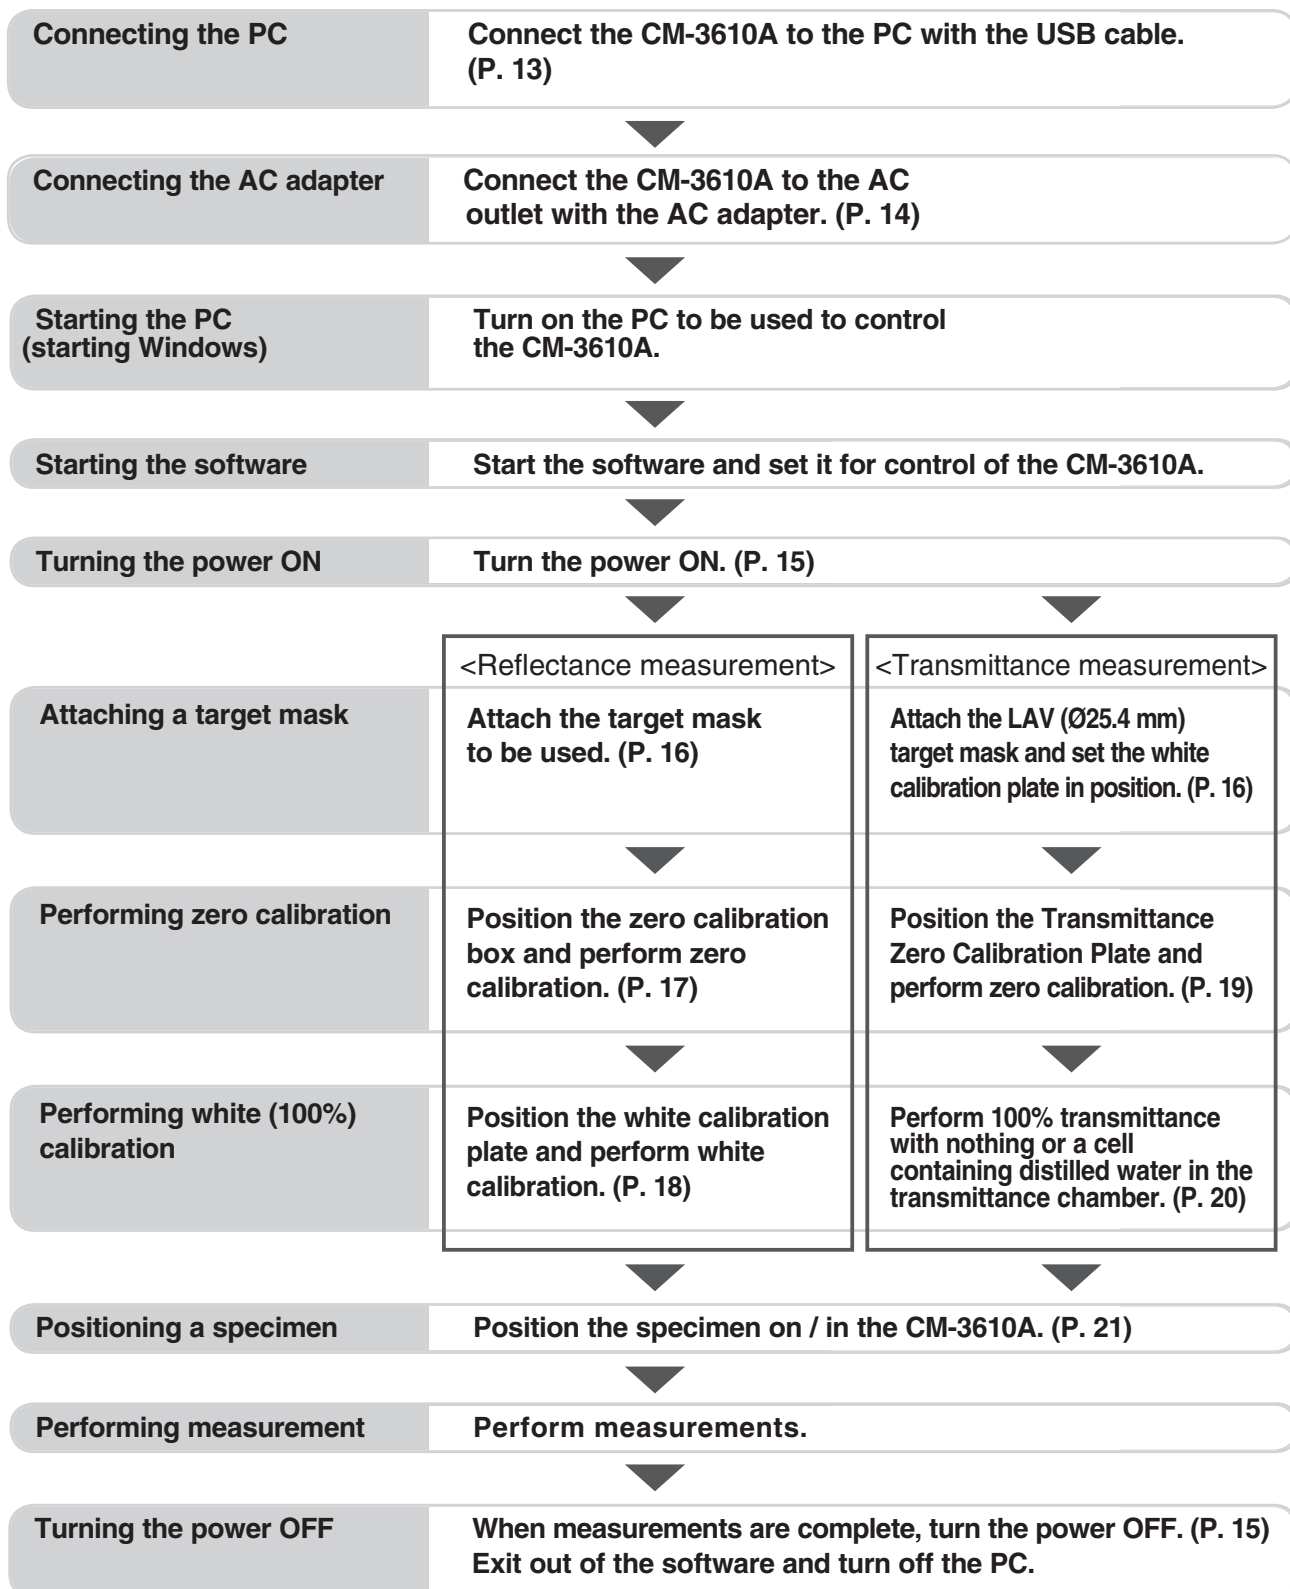 Connecting the PC
Connect the CM-3610A to the PC with the USB cable.
(P. 13)
Connecting the AC adapter
Connect the CM-3610A to the AC
outlet with the AC adapter. (P. 14)
Starting the PC
(starting Windows)
Turn on the PC to be used to control
the CM-3610A.
Starting the software
Start the software and set it for control of the CM-3610A.
Turning the power ON
Turn the power ON. (P. 15)
<Reflectance measurement>
<Transmittance measurement>
Attaching a target mask
Attach the target mask
to be used. (P. 16)
Attach the LAV (Ø25.4 mm)
target mask and set the white
calibration plate in position. (P. 16)
Performing zero calibration
Position the zero calibration
box and perform zero
calibration. (P. 17)
Position the Transmittance
Zero Calibration Plate and
perform zero calibration. (P. 19)
Performing white (100%)
calibration
Position the white calibration
plate and perform white
calibration. (P. 18)
Perform 100% transmittance
with nothing or a cell
containing distilled water in the
transmittance chamber. (P. 20)
Positioning a specimen
Position the specimen on / in the CM-3610A. (P. 21)
Performing measurement
Perform measurements.
Turning the power OFF
When measurements are complete, turn the power OFF. (P. 15)
Exit out of the software and turn off the PC.